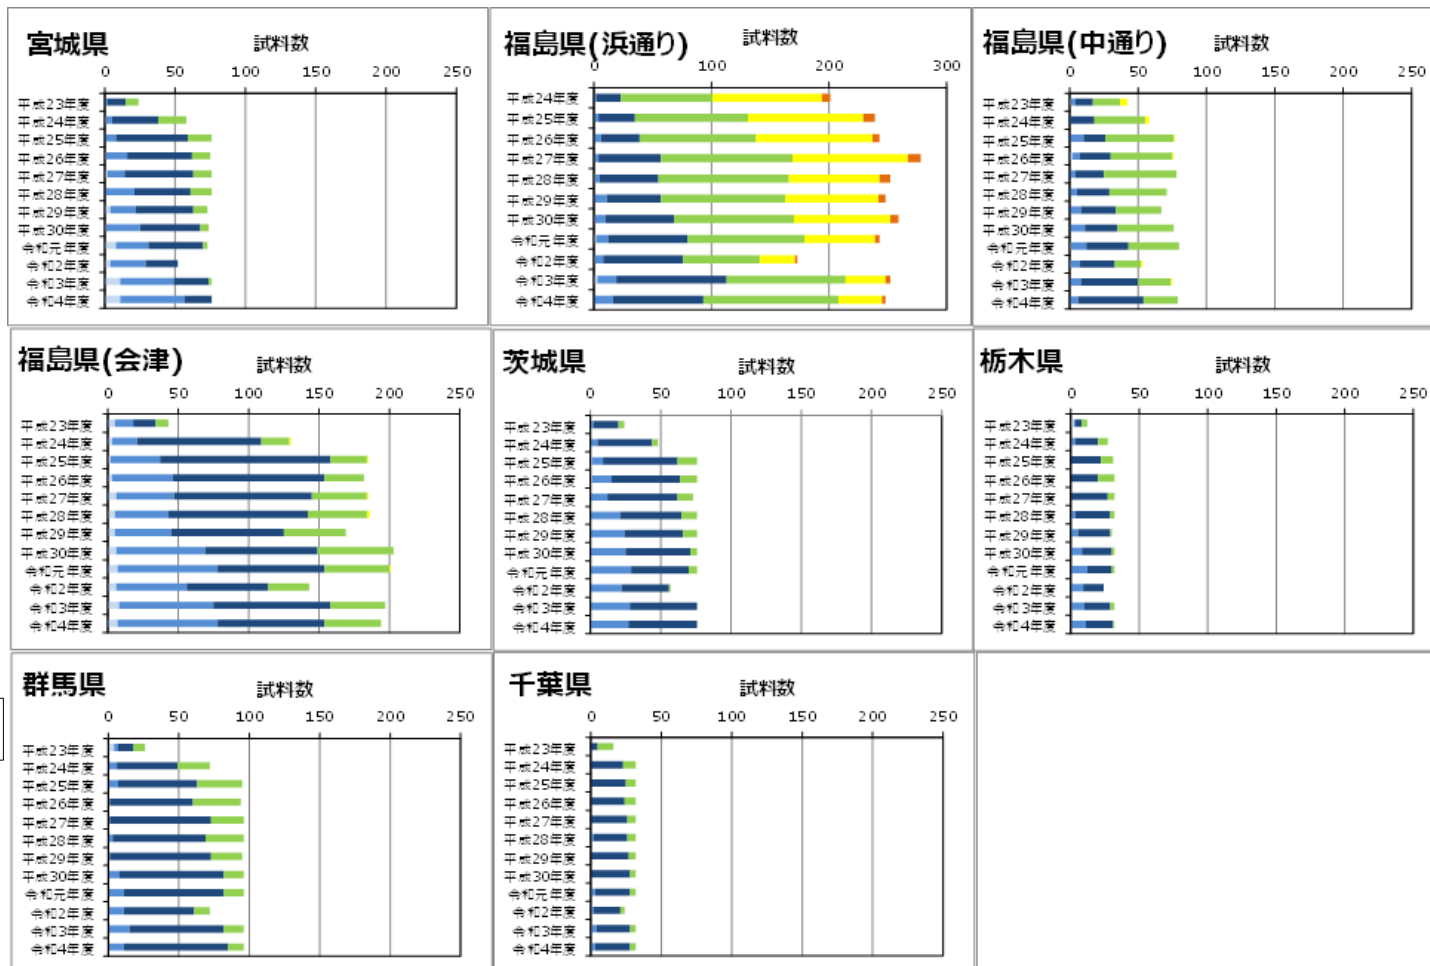 宮城県
試料数
0 50 100 150 200 250
平成23年度
平成24年度
平成25年度
平成26年度
平成27年度
平成28年度
平成29年度
平成30年度
令和元年度
令和2年度
令和3年度
令和4年度
福島県(浜通り)
試料数
0 100 200 300
平成24年度
平成25年度
平成26年度
平成27年度
平成28年度
平成29年度
平成30年度
令和元年度
令和2年度
令和3年度
令和4年度
福島県(中通り)
試料数
0 50 100 150 200 250
平成23年度
平成24年度
平成25年度
平成26年度
平成27年度
平成28年度
平成29年度
平成30年度
令和元年度
令和2年度
令和3年度
令和4年度
福島県(会津)
試料数
0 50 100 150 200 250
平成23年度
平成24年度
平成25年度
平成26年度
平成27年度
平成28年度
平成29年度
平成30年度
令和元年度
令和2年度
令和3年度
令和4年度
茨城県
試料数
0 50 100 150 200 250
平成23年度
平成24年度
平成25年度
平成26年度
平成27年度
平成28年度
平成29年度
平成30年度
令和元年度
令和2年度
令和3年度
令和4年度
栃木県
試料数
0 50 100 150 200 250
平成23年度
平成24年度
平成25年度
平成26年度
平成27年度
平成28年度
平成29年度
平成30年度
令和元年度
令和2年度
令和3年度
令和4年度
群馬県
試料数
0 50 100 150 200 250
平成23年度
平成24年度
平成25年度
平成26年度
平成27年度
平成28年度
平成29年度
平成30年度
令和元年度
令和2年度
令和3年度
令和4年度
千葉県
試料数
0 50 100 150 200 250
平成23年度
平成24年度
平成25年度
平成26年度
平成27年度
平成28年度
平成29年度
平成30年度
令和元年度
令和2年度
令和3年度
令和4年度